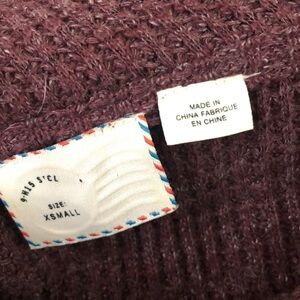 SIZE:
XSMALL
MADE IN
CHINA FABRIQUE
EN CHINE